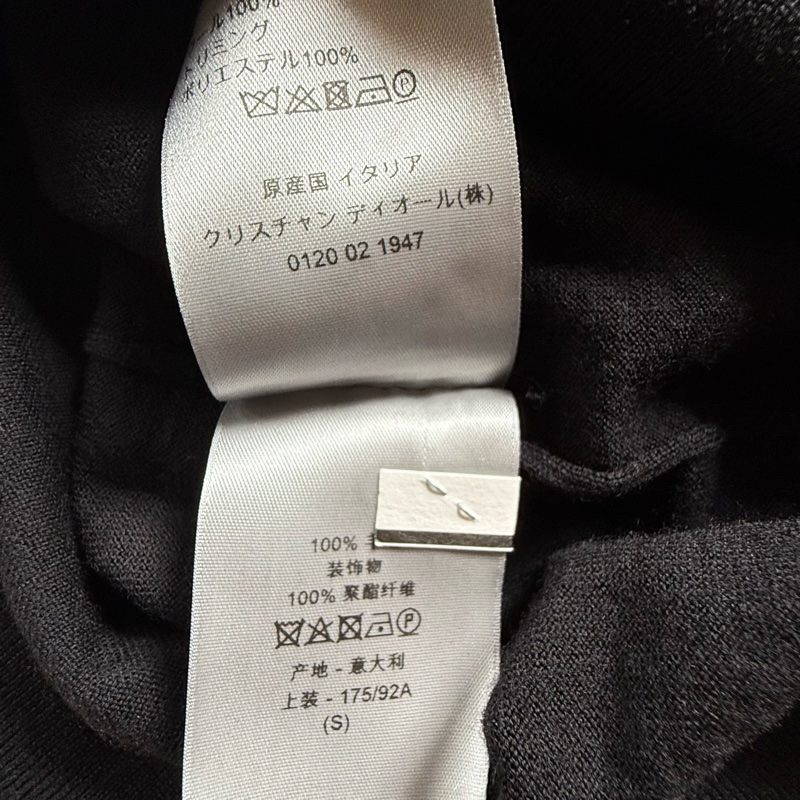 ール100%
トリミング
ポリエステル100%
原産国 イタリア
クリスチャン ディオール(株)
0120 02 1947
100%
装饰物
100% 聚酯纤维
产地 - 意大利
上装 - 175/92A
(S)